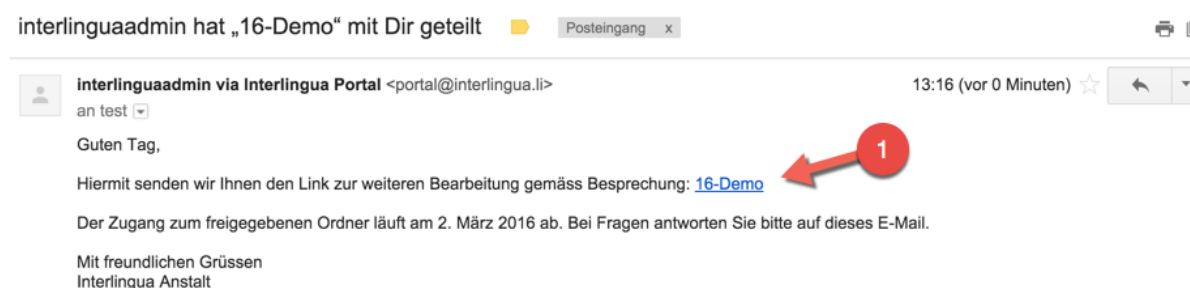 interlinguaadmin hat „16-Demo“ mit Dir geteilt Posteingang x
interlinguaadmin via Interlingua Portal <portal@interlingua.li> 13:16 (vor 0 Minuten)
an test
Guten Tag,
1
Hiermit senden wir Ihnen den Link zur weiteren Bearbeitung gemäss Besprechung: 16-Demo
Der Zugang zum freigegebenen Ordner läuft am 2. März 2016 ab. Bei Fragen antworten Sie bitte auf dieses E-Mail.
Mit freundlichen Grüssen
Interlingua Anstalt